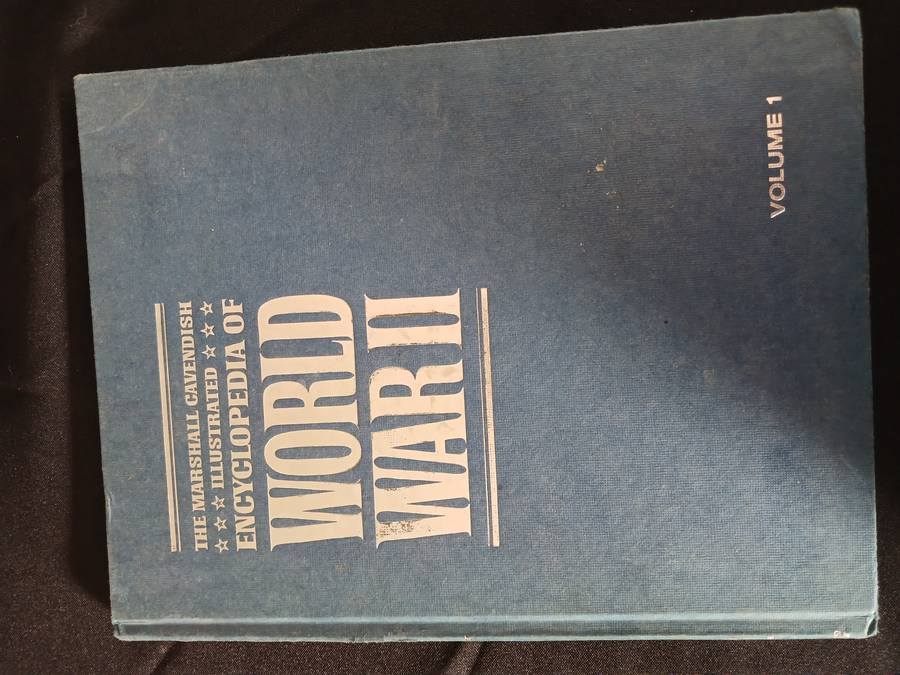 THE MARSHALL CAVENDISH
☆ ☆ ☆ ILLUSTRATED ☆ ☆ ☆
ENCYCLOPEDIA OF
WORLD
WAR II
VOLUME 1